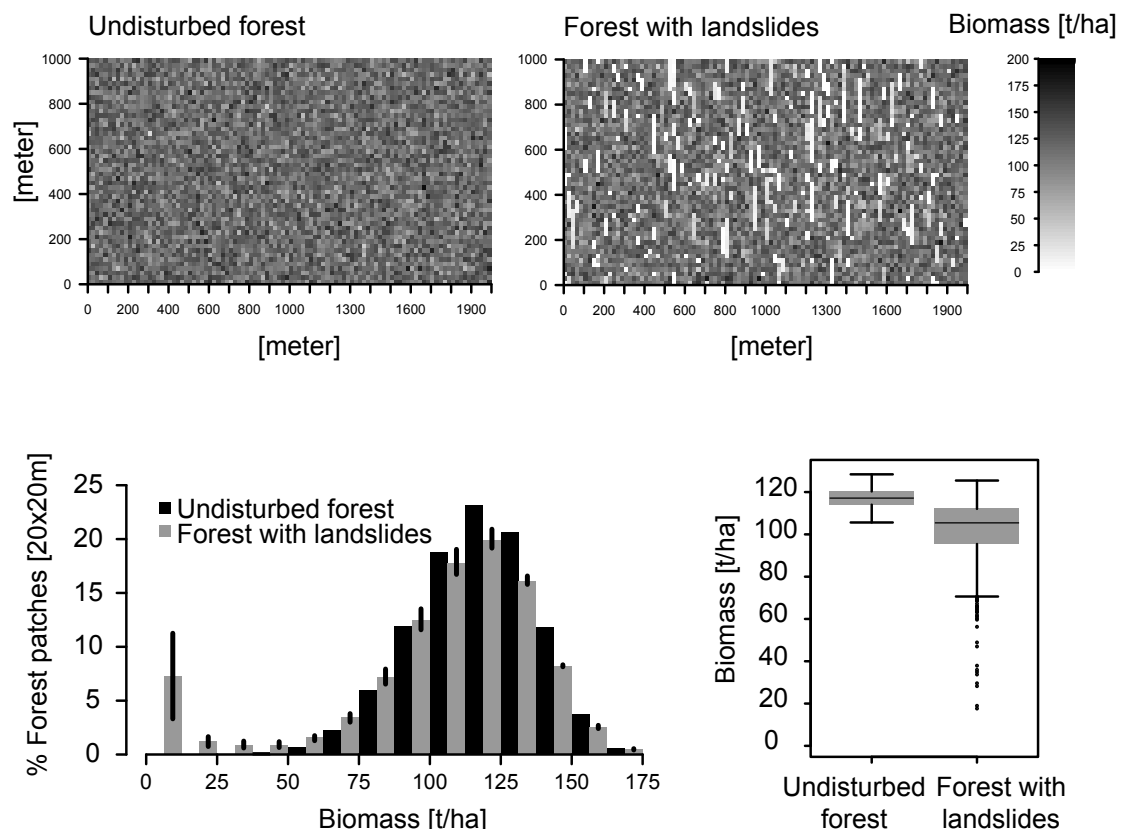 Undisturbed forest
Forest with landslides
Biomass [t/ha]
1000
800
600
400
200
0
[meter]
0 200 400 600 800 1000 1300 1600 1900
[meter]
1000
800
600
400
200
0
0 200 400 600 800 1000 1300 1600 1900
[meter]
200
175
150
125
100
75
50
25
0
% Forest patches [20x20m]
25
20
15
10
5
0
Undisturbed forest
Forest with landslides
0 25 50 75 100 125 150 175
Biomass [t/ha]
Biomass [t/ha]
120
100
80
60
40
20
0
Undisturbed
forest
Forest with
landslides